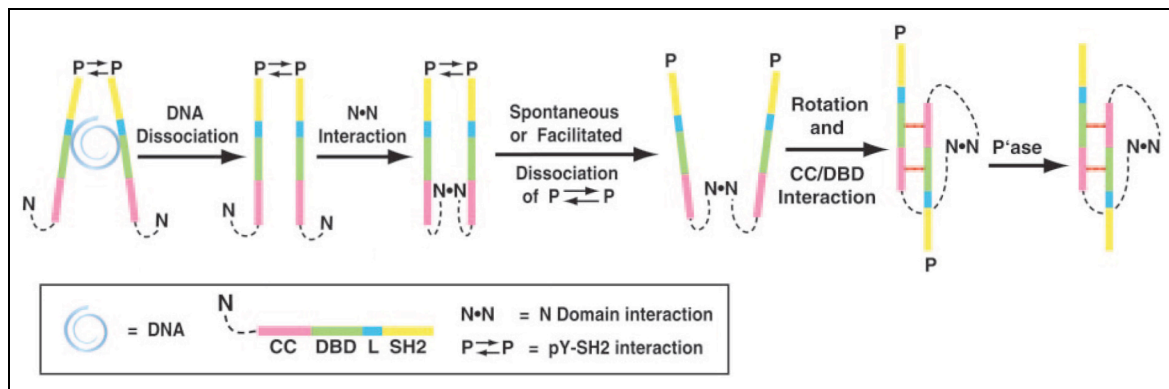 P⇄P
N
N
DNA
Dissociation
P⇄P
N
N
N•N
Interaction
P⇄P
N•N
Spontaneous
or Facilitated
Dissociation
of P⇄P
P
P
N•N
Rotation
and
CC/DBD
Interaction
P
N•N
P
P'ase
N•N
= DNA
N
CC DBD L SH2
N•N = N Domain interaction
P⇄P = pY-SH2 interaction